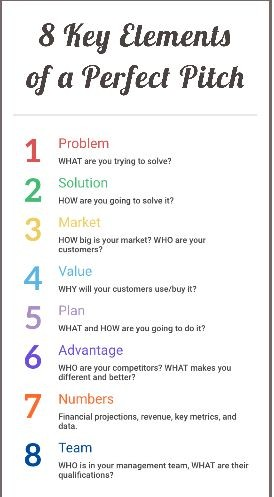 8 Key Elements
of a Perfect Pitch
1 Problem
WHAT are you trying to solve?
2 Solution
HOW are you going to solve it?
3 Market
HOW big is your market? WHO are your
customers?
4 Value
WHY will your customers use/buy it?
5 Plan
WHAT and HOW are you going to do it?
6 Advantage
WHO are your competitors? WHAT makes you
different and better?
7 Numbers
Financial projections, revenue, key metrics, and
data.
8 Team
WHO is in your management team, WHAT are their
qualifications?